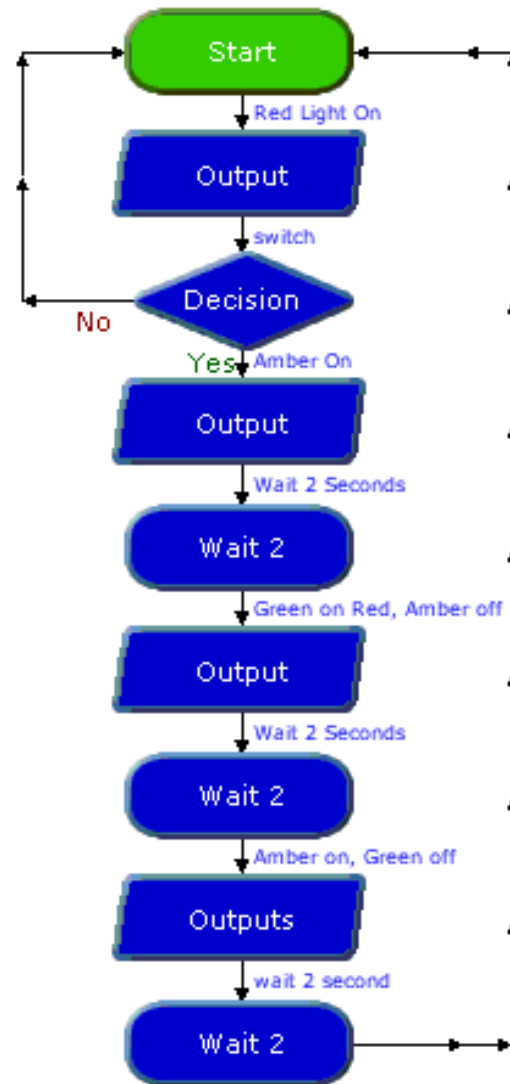 Start
Red Light On
Output
switch
Decision
No
Yes
Amber On
Output
Wait 2 Seconds
Wait 2
Green on Red, Amber off
Output
Wait 2 Seconds
Wait 2
Amber on, Green off
Outputs
wait 2 second
Wait 2